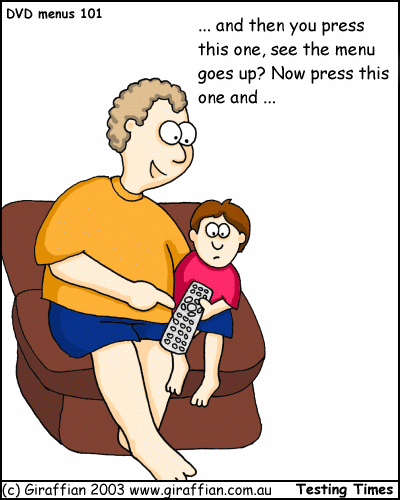 DVD menus 101
... and then you press
this one, see the menu
goes up? Now press this
one and ...
(c) Giraffian 2003 www.giraffian.com.au Testing Times